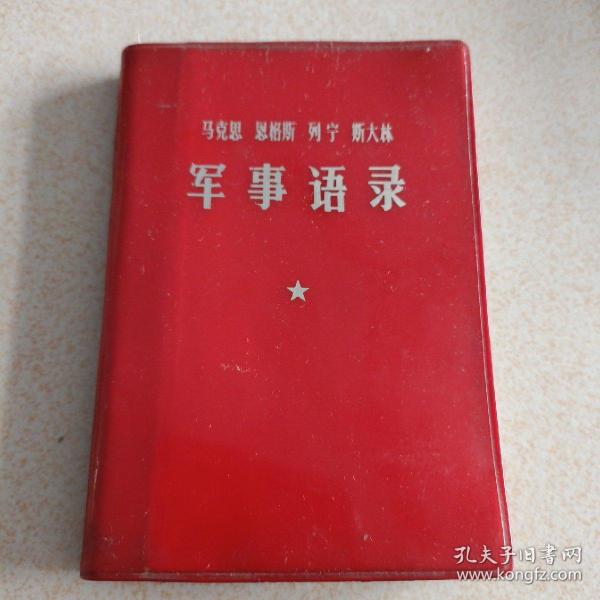 马克思 恩格斯 列宁 斯大林
军事语录
孔夫子旧书网
www.kongfz.com